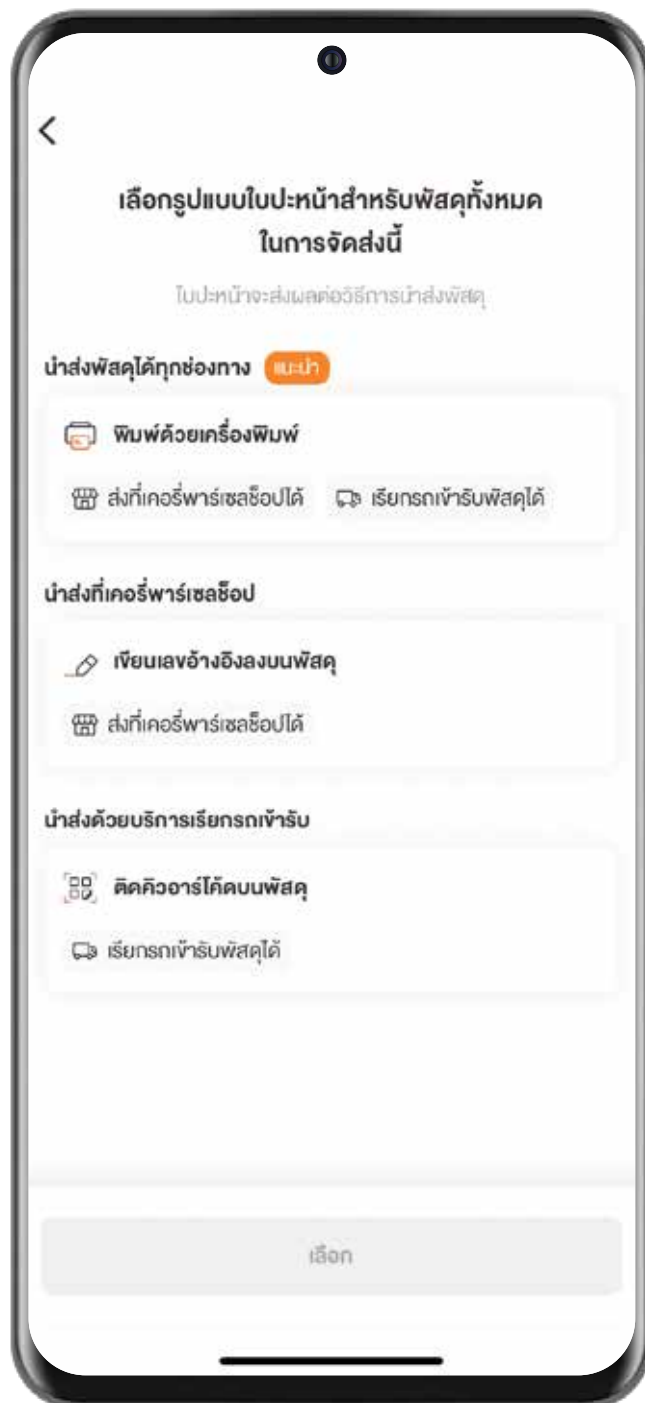 เลือกรูปแบบใบปะหน้าสำหรับพัสดุทั้งหมด
ในการจัดส่งนี้
ใบปะหน้าจะส่งผลต่อวิธีการนำส่งพัสดุ
นำส่งพัสดุได้ทุกช่องทาง แนะนำ
พิมพ์ด้วยเครื่องพิมพ์
ส่งที่เคอรี่พาร์เซลช็อปได้ เรียกรถเข้ารับพัสดุได้
นำส่งที่เคอรี่พาร์เซลช็อป
เขียนเลขอ้างอิงลงบนพัสดุ
ส่งที่เคอรี่พาร์เซลช็อปได้
นำส่งด้วยบริการเรียกรถเข้ารับ
ติดคิวอาร์โค้ดบนพัสดุ
เรียกรถเข้ารับพัสดุได้
เลือก